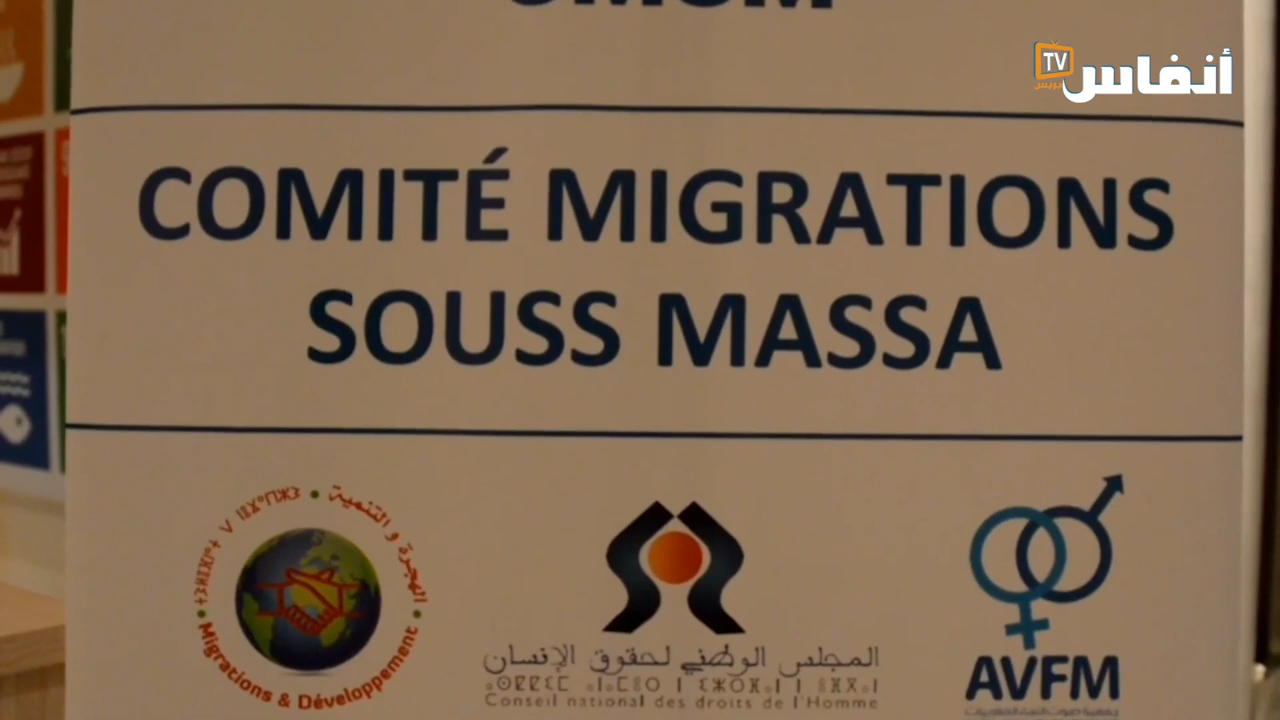 أنفاس
TV
بريس
COMITÉ MIGRATIONS
SOUSS MASSA
الهجرة و التنمية
Migrations & Développement
المجلس الوطني لحقوق الإنسان
Conseil national des droits de l'Homme
AVFM